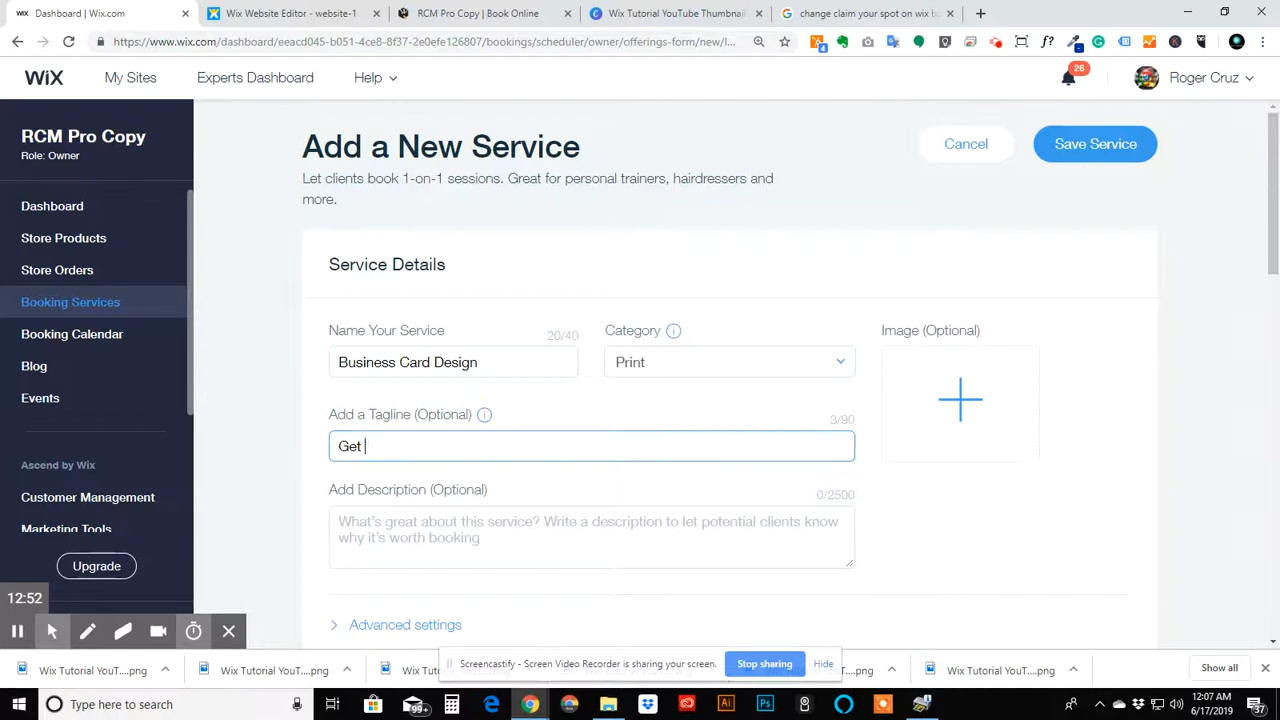 Dashboard | Wix.com
Wix Website Editor - website-1
RCM Pro Copy | Book Online
Wix Tutorial YouTube Thumbnail
change claim your spot on wix bo
https://www.wix.com/dashboard/eeacd045-b051-4ce8-8f37-2e0efe126807/bookings/scheduler/owner/offerings-form/new/I...
WiX
My Sites
Experts Dashboard
Help
26
Roger Cruz
RCM Pro Copy
Role: Owner
Dashboard
Store Products
Store Orders
Booking Services
Booking Calendar
Blog
Events
Ascend by Wix
Customer Management
Marketing Tools
Upgrade
Add a New Service
Let clients book 1-on-1 sessions. Great for personal trainers, hairdressers and
more.
Cancel
Save Service
Service Details
Name Your Service
20/40
Business Card Design
Category
Print
Image (Optional)
Add a Tagline (Optional)
3/90
Get
Add Description (Optional)
0/2500
What's great about this service? Write a description to let potential clients know
why it's worth booking
Advanced settings
12:52
Screencastify - Screen Video Recorder is sharing your screen.
Stop sharing
Hide
Wix Tutorial YouT....png
Wix Tutorial YouT....png
Wix Tutorial YouT
YouT....png
Wix Tutorial YouT....png
Show all
Type here to search
99+
12:07 AM
6/17/2019
37